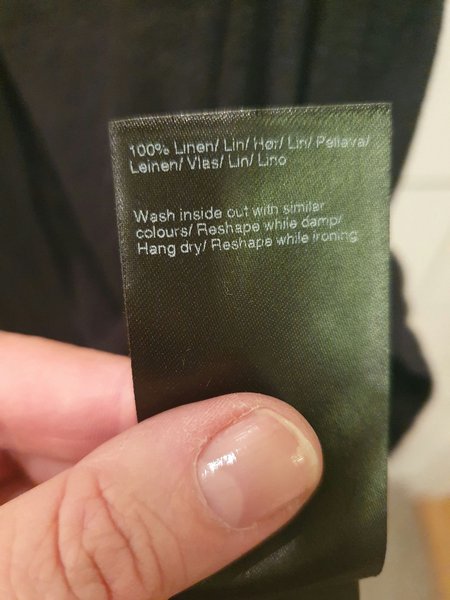 100% Linen/ Lin/ Hør/ Lin/ Pellava/
Leinen/ Vlas/ Lin/ Lino
Wash inside out with similar
colours/ Reshape while damp/
Hang dry/ Reshape while ironing